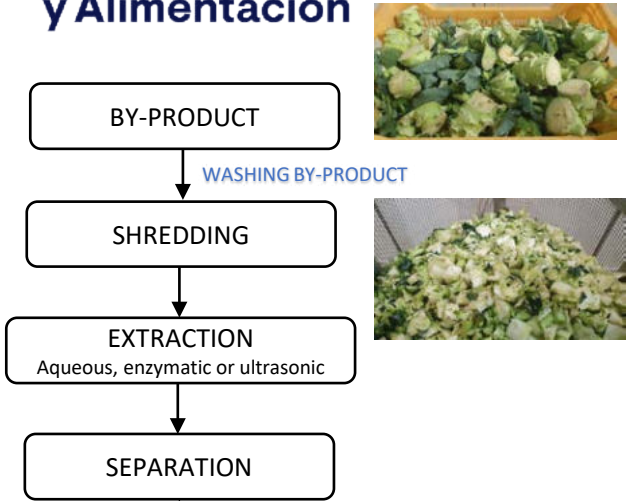 y Alimentación
BY-PRODUCT
WASHING BY-PRODUCT
SHREDDING
EXTRACTION
Aqueous, enzymatic or ultrasonic
SEPARATION